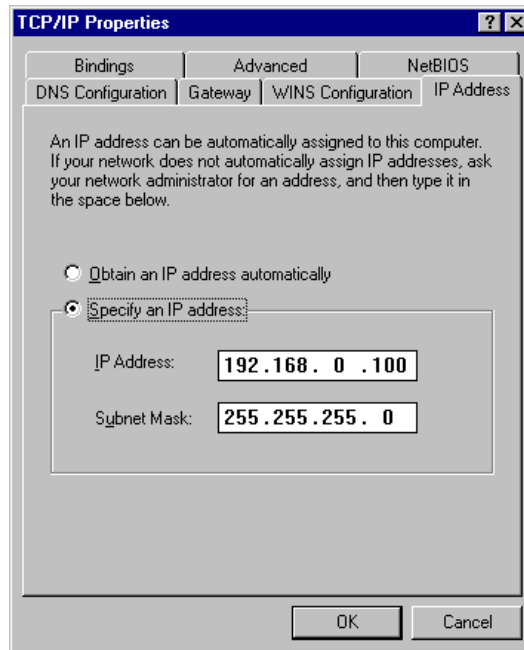 TCP/IP Properties
Bindings Advanced NetBIOS
DNS Configuration Gateway WINS Configuration IP Address
An IP address can be automatically assigned to this computer.
If your network does not automatically assign IP addresses, ask
your network administrator for an address, and then type it in
the space below.
Obtain an IP address automatically
Specify an IP address:
IP Address: 192.168. 0 .100
Subnet Mask: 255.255.255. 0
OK Cancel